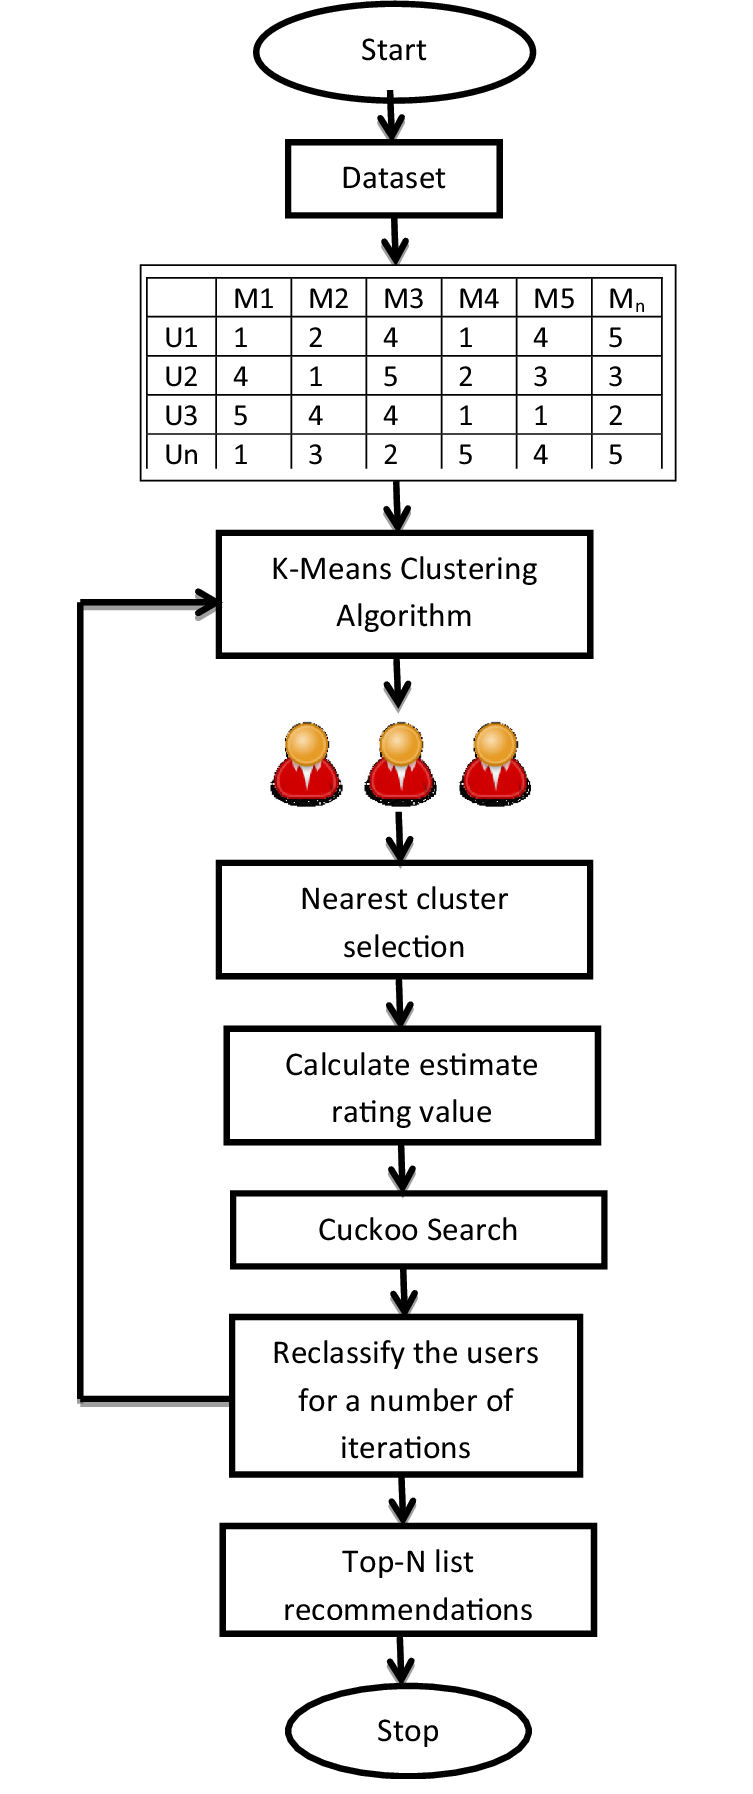 Start
Dataset
M1 M2 M3 M4 M5 Mn
U1 1 2 4 1 4 5
U2 4 1 5 2 3 3
U3 5 4 4 1 1 2
Un 1 3 2 5 4 5
K-Means Clustering
Algorithm
Nearest cluster
selection
Calculate estimate
rating value
Cuckoo Search
Reclassify the users
for a number of
iterations
Top-N list
recommendations
Stop